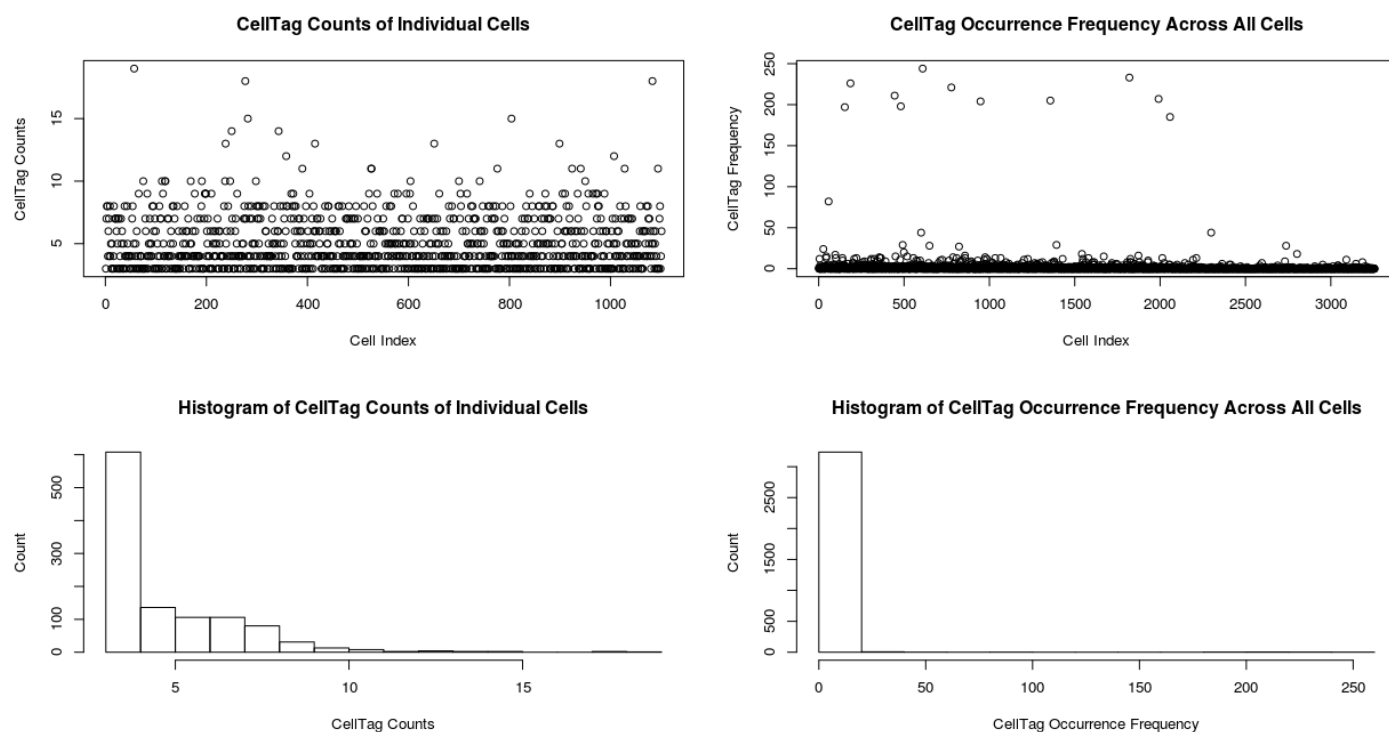 CellTag Counts of Individual Cells
CellTag Counts
15
10
5
0 200 400 600 800 1000
Cell Index
CellTag Occurrence Frequency Across All Cells
CellTag Frequency
250
200
150
100
50
0
0 500 1000 1500 2000 2500 3000
Cell Index
Histogram of CellTag Counts of Individual Cells
Count
500
300
100
0
5 10 15
CellTag Counts
Histogram of CellTag Occurrence Frequency Across All Cells
Count
2500
1500
500
0
0 50 100 150 200 250
CellTag Occurrence Frequency